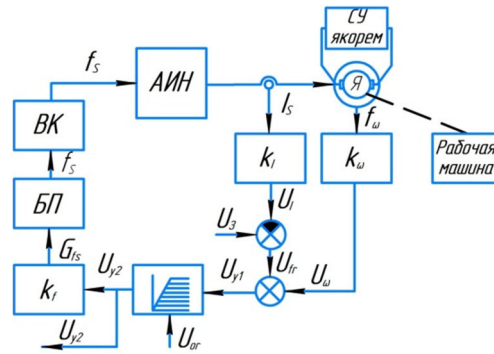 СУ
якорем
f_S
АИН
Я
I_S
f_ω
ВК
Рабочая
машина
k_I
k_ω
f_S
U_I
БП
U_З
G_fs
U_fr
U_ω
U_y2
U_y1
k_f
U_y2
U_ог